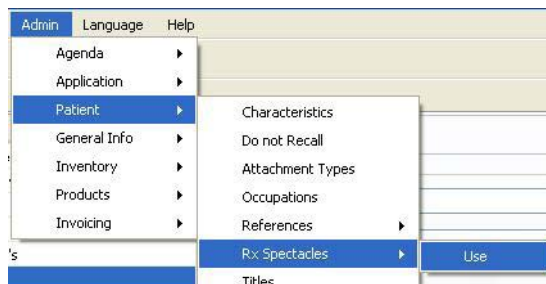 Admin Language Help
Agenda
Application
Patient
General Info
Inventory
Products
Invoicing
Characteristics
Do not Recall
Attachment Types
Occupations
References
Rx Spectacles
Titles
Use
's